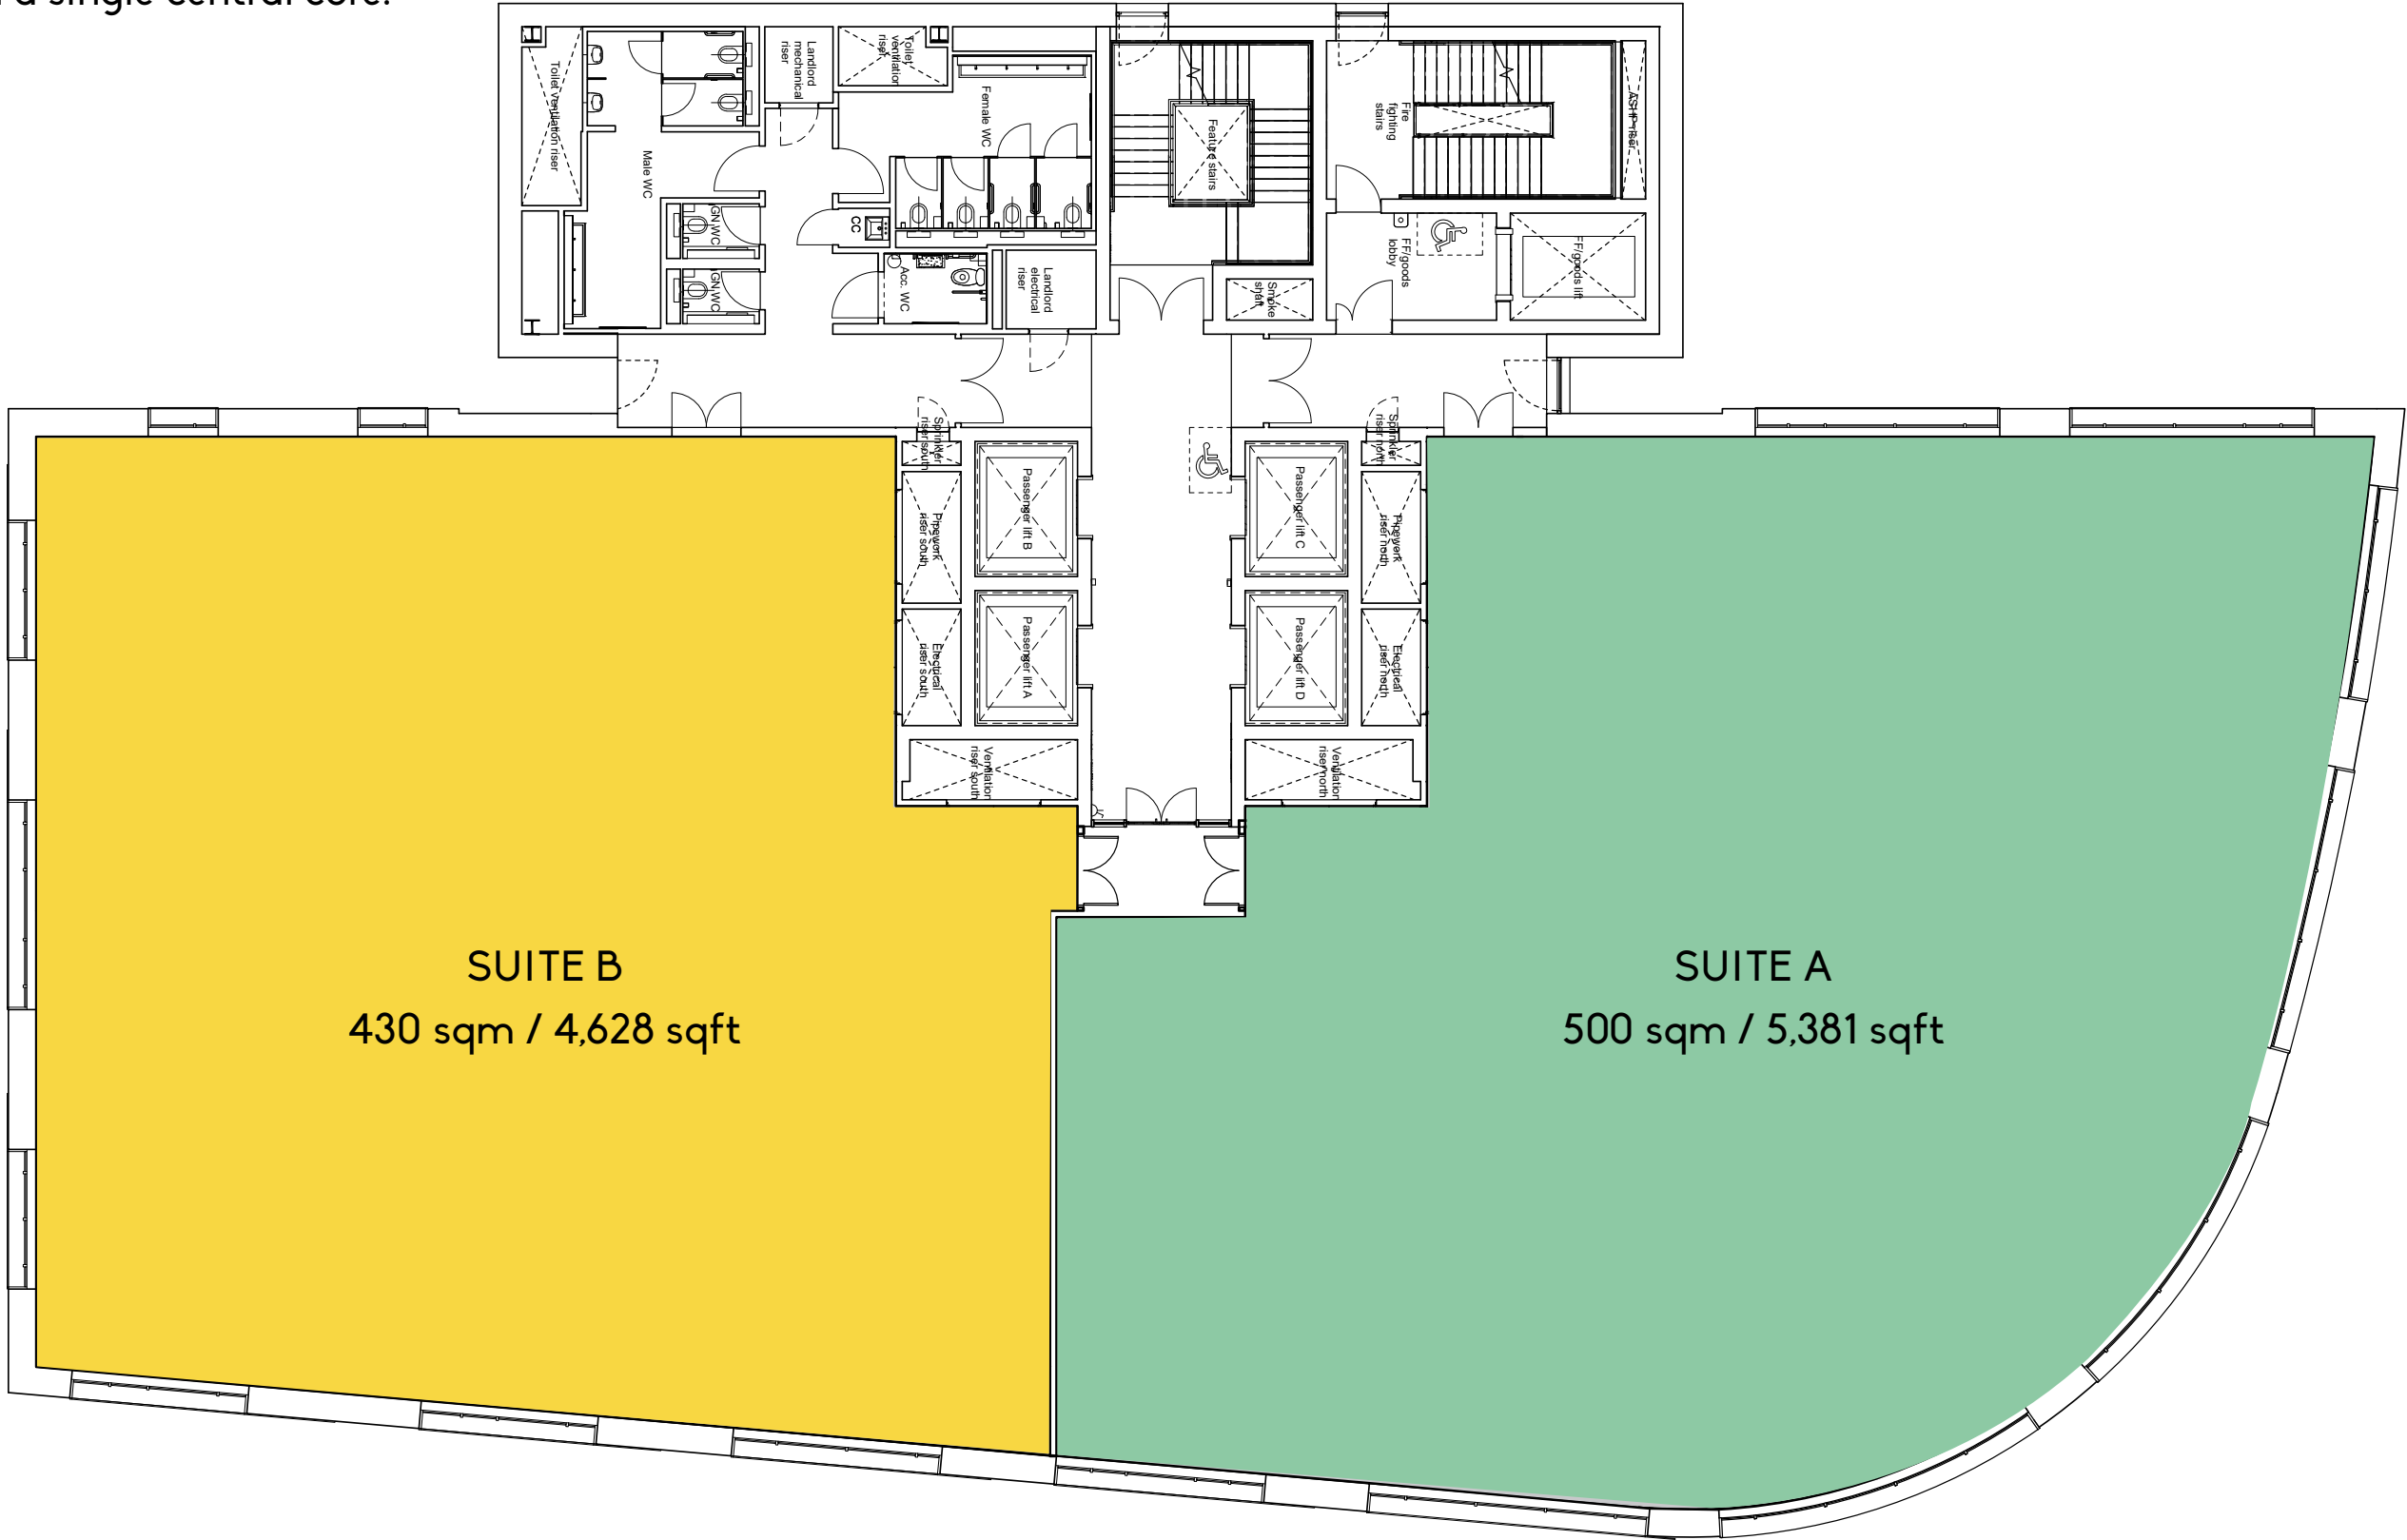 a single central core.
Toilet ventilation riser
Male WC
GN WC
GN WC
Landlord
mechanical
riser
Toilet
ventilation
riser
Female WC
CC
Acc. WC
Landlord
electrical
riser
Feature stairs
Smoke
shaft
Fire
fighting
stairs
FF/goods
lobby
FF/goods lift
ASHP riser
Sprinkler
riser south
Pipework
riser south
Electrical
riser south
Ventilation
riser south
Passenger lift B
Passenger lift A
Passenger lift C
Passenger lift D
Sprinkler
riser north
Pipework
riser north
Electrical
riser north
Ventilation
riser north
SUITE B
430 sqm / 4,628 sqft
SUITE A
500 sqm / 5,381 sqft